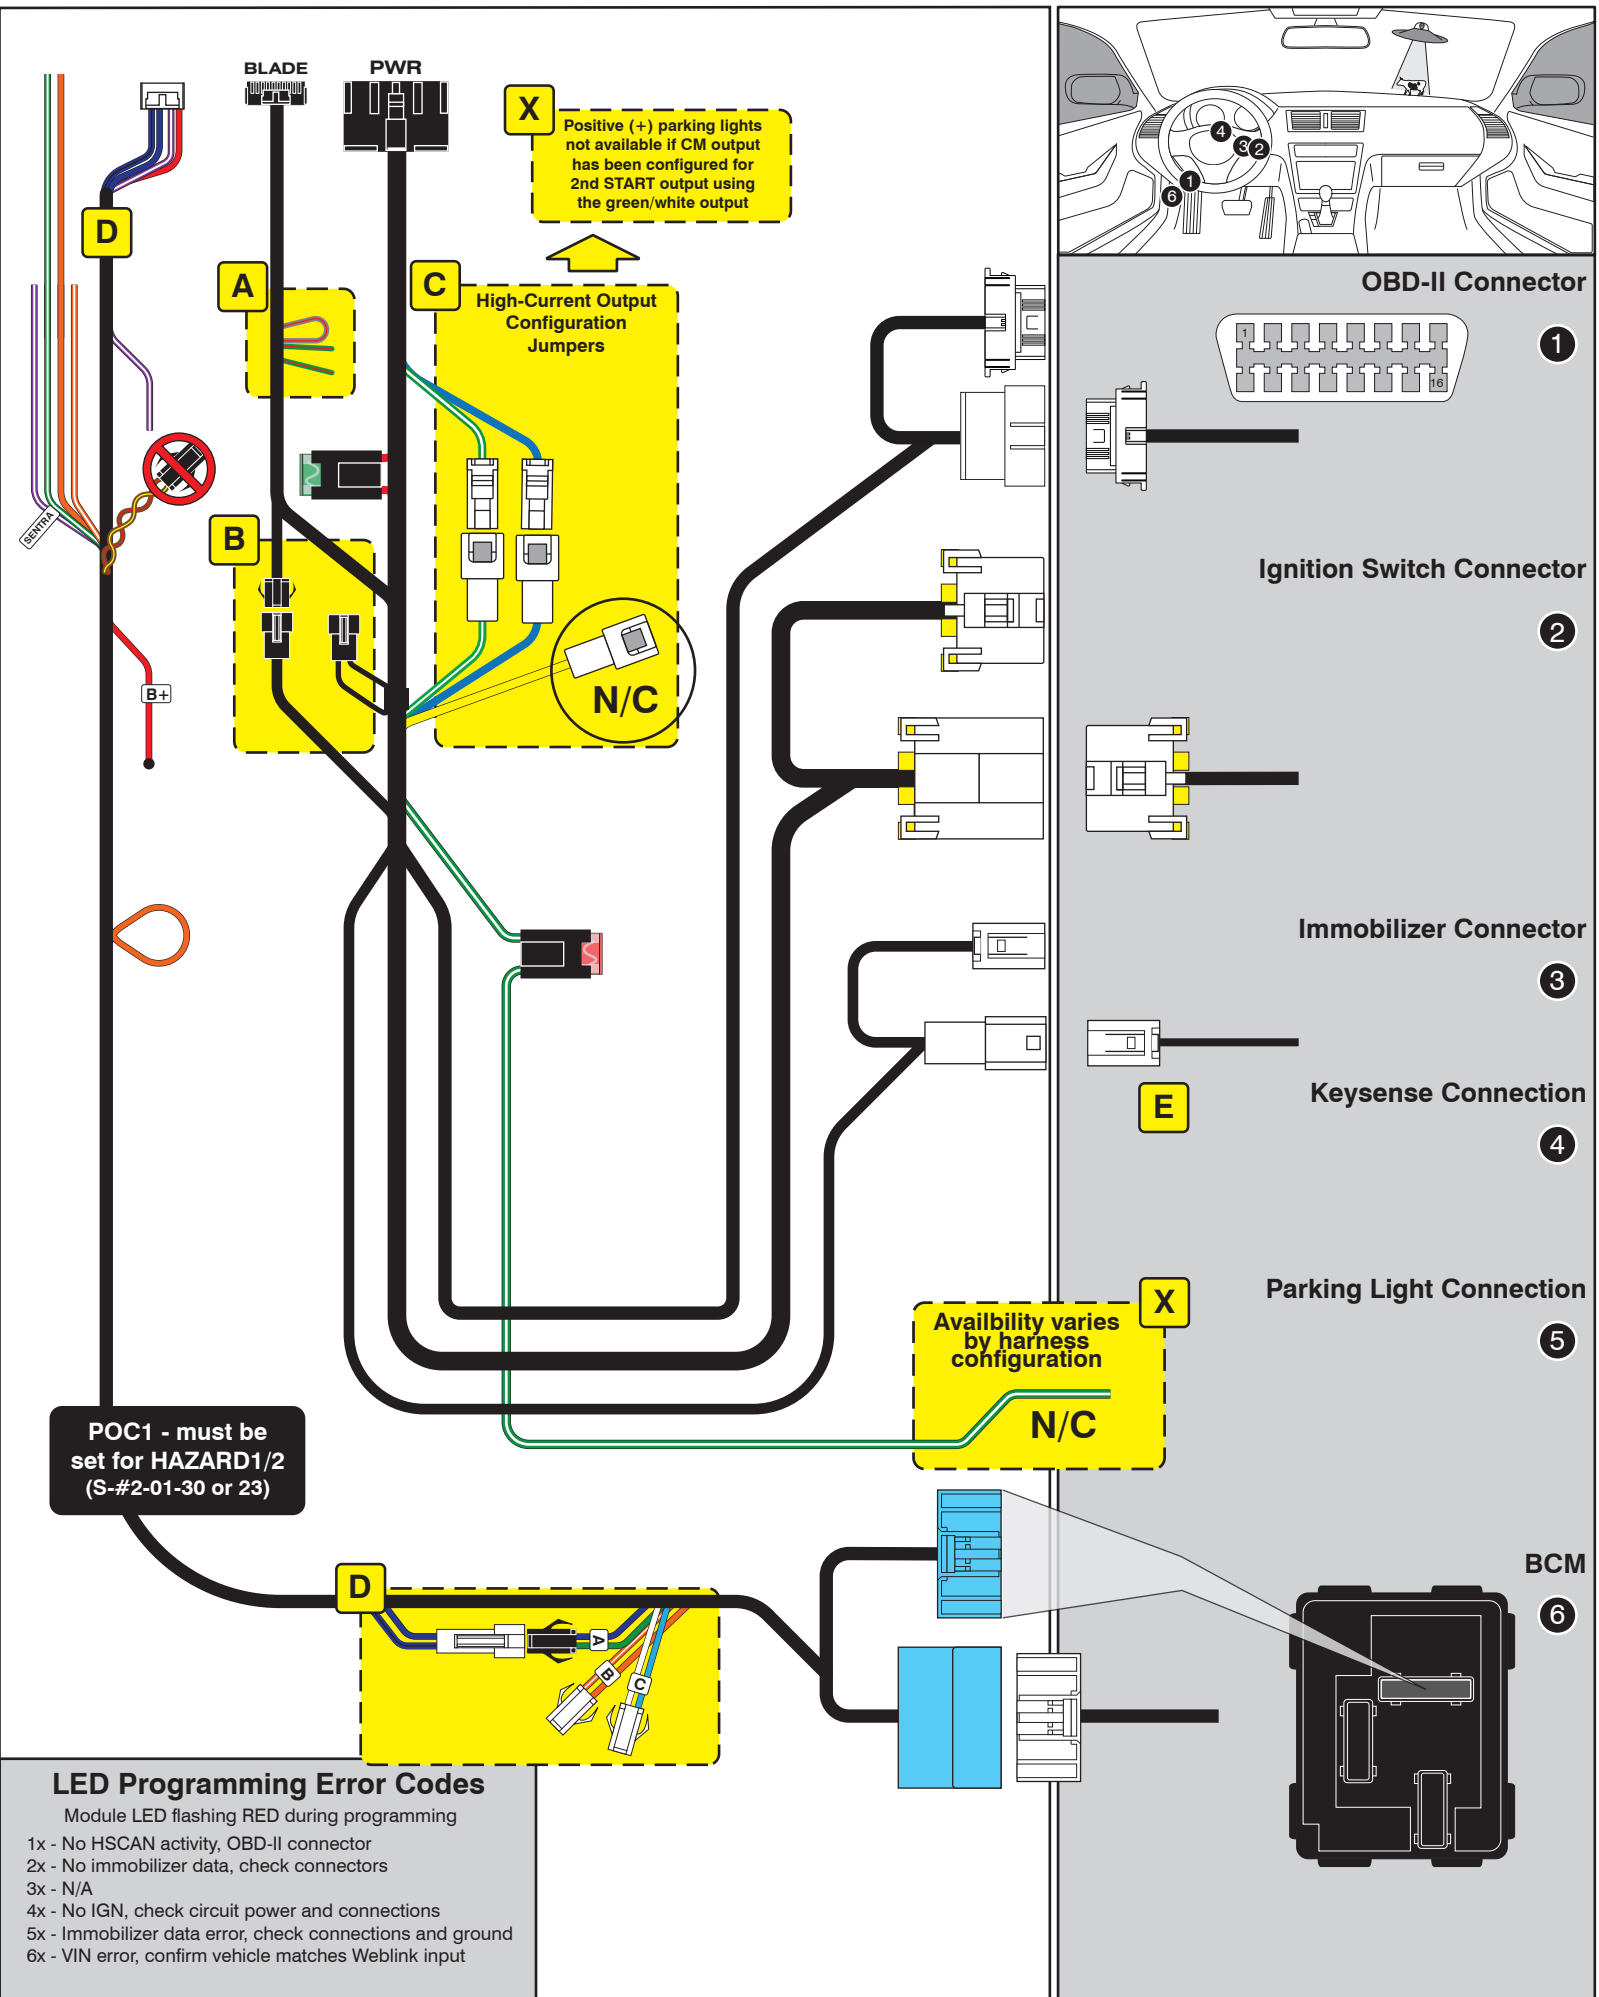 BLADE
PWR
X
Positive (+) parking lights
not available if CM output
has been configured for
2nd START output using
the green/white output
4
3
2
1
6
D
A
C
High-Current Output
Configuration
Jumpers
OBD-II Connector
1
1
16
SENTRA
B
Ignition Switch Connector
2
B+
N/C
Immobilizer Connector
3
E
Keysense Connection
4
X
Parking Light Connection
5
Availbility varies
by harness
configuration
N/C
POC1 - must be
set for HAZARD1/2
(S-#2-01-30 or 23)
BCM
6
D
A
B
C
LED Programming Error Codes
Module LED flashing RED during programming
1x - No HSCAN activity, OBD-II connector
2x - No immobilizer data, check connectors
3x - N/A
4x - No IGN, check circuit power and connections
5x - Immobilizer data error, check connections and ground
6x - VIN error, confirm vehicle matches Weblink input